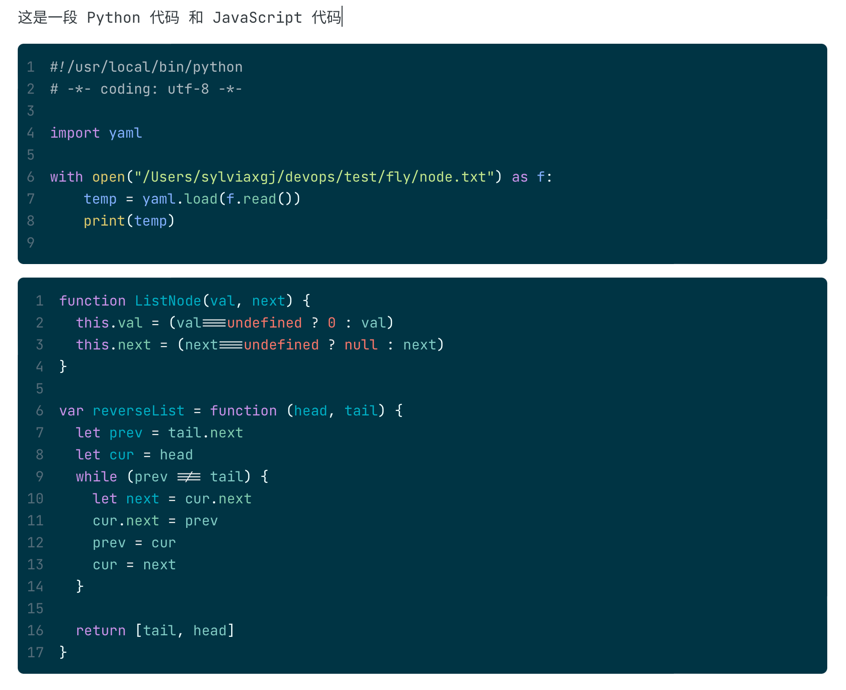 这是一段 Python 代码 和 JavaScript 代码
1 #!/usr/local/bin/python
2 # -*- coding: utf-8 -*-
3
4 import yaml
5
6 with open("/Users/sylviaxgj/devops/test/fly/node.txt") as f:
7     temp = yaml.load(f.read())
8     print(temp)
9
1 function ListNode(val, next) {
2   this.val = (val===undefined ? 0 : val)
3   this.next = (next===undefined ? null : next)
4 }
5
6 var reverseList = function (head, tail) {
7   let prev = tail.next
8   let cur = head
9   while (prev !== tail) {
10     let next = cur.next
11     cur.next = prev
12     prev = cur
13     cur = next
14   }
15
16   return [tail, head]
17 }